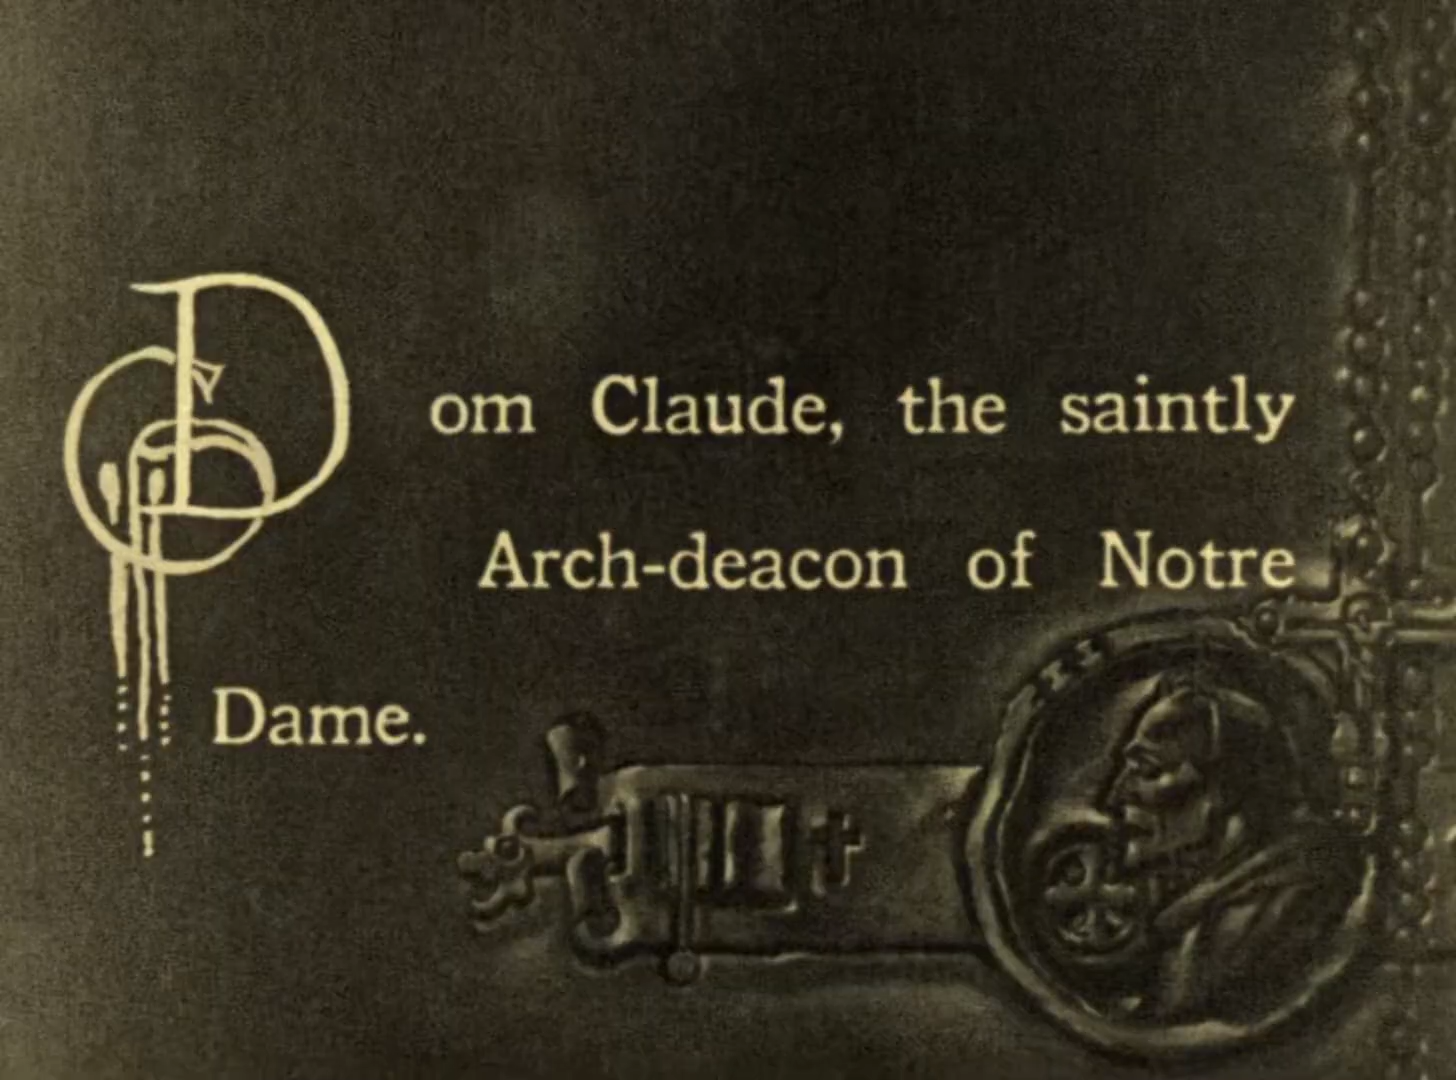 Dom Claude, the saintly
Arch-deacon of Notre
Dame.